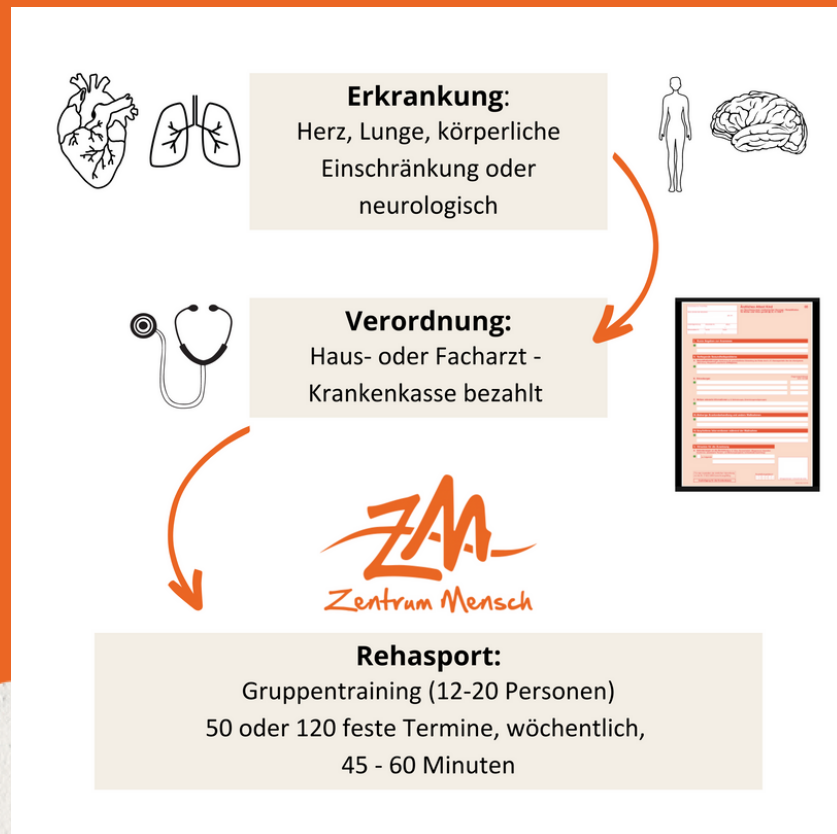 Erkrankung:
Herz, Lunge, körperliche
Einschränkung oder
neurologisch
Verordnung:
Haus- oder Facharzt -
Krankenkasse bezahlt
ZM
Zentrum Mensch
Rehasport:
Gruppentraining (12-20 Personen)
50 oder 120 feste Termine, wöchentlich,
45 - 60 Minuten